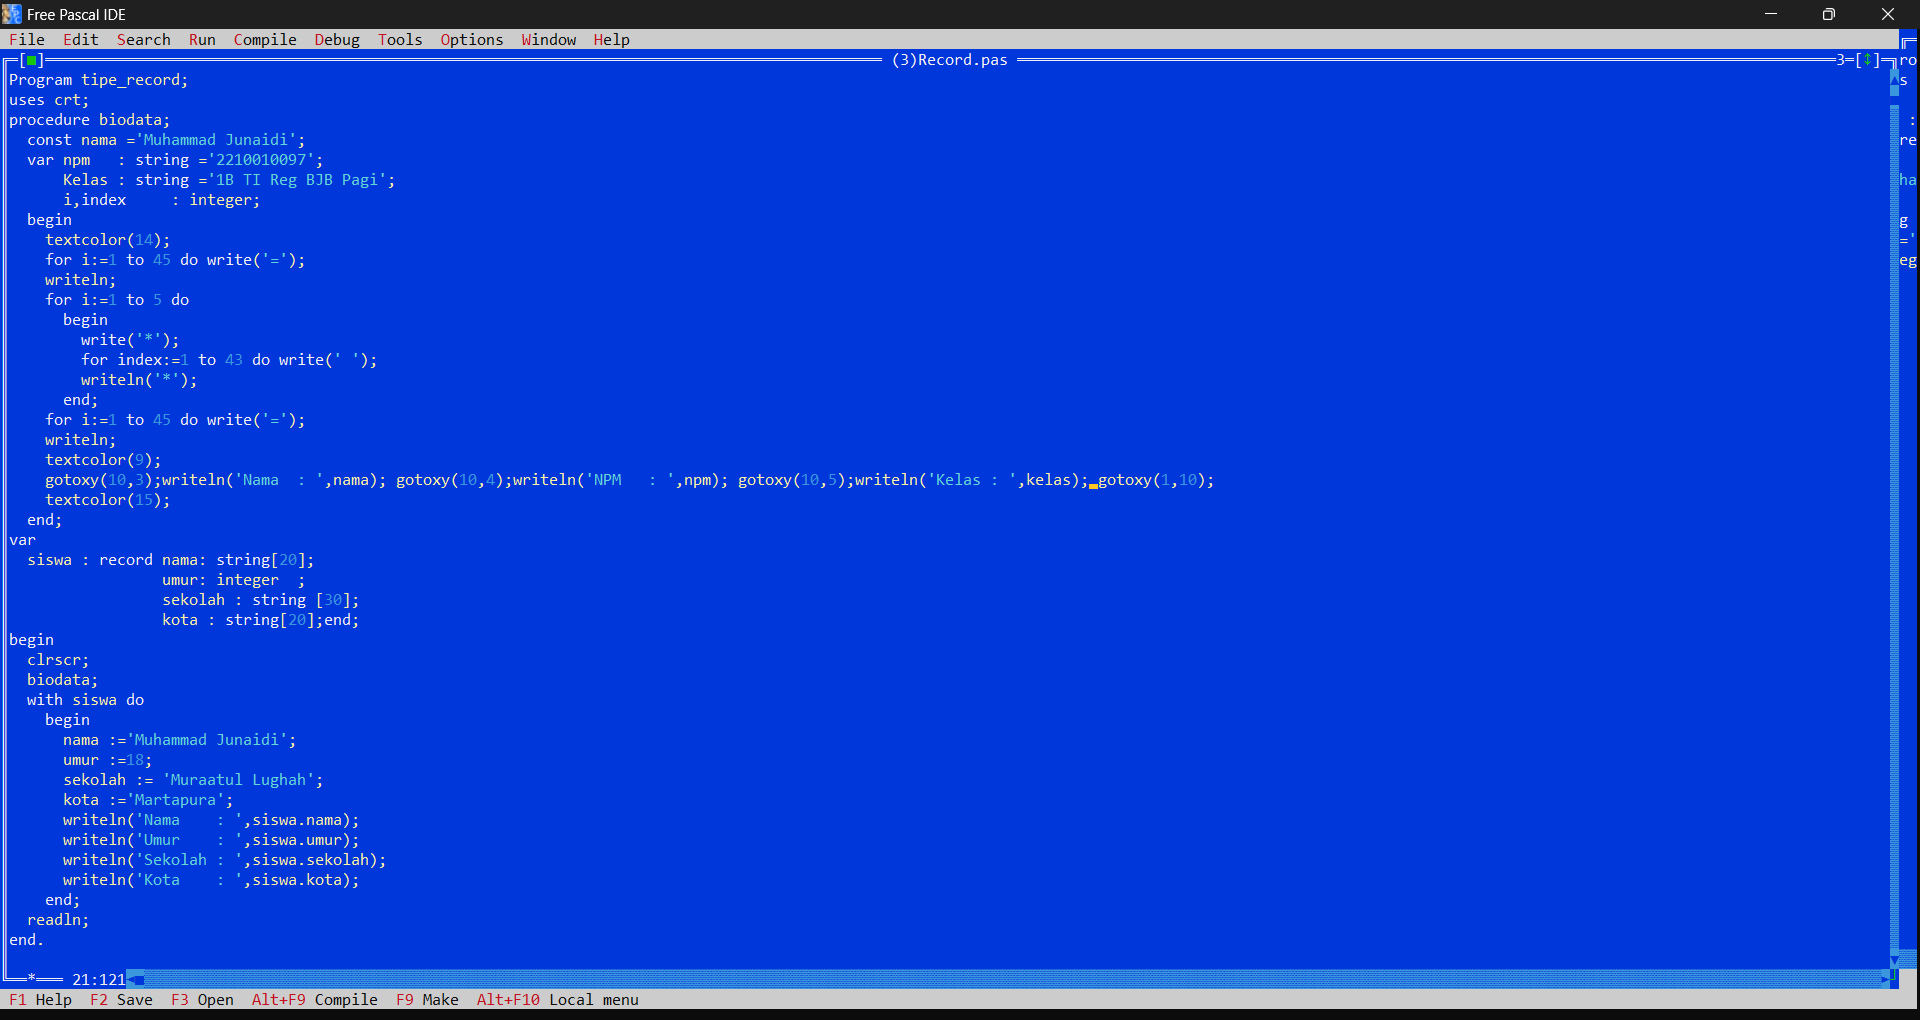 Free Pascal IDE
File  Edit  Search  Run  Compile  Debug  Tools  Options  Window  Help
(3)Record.pas 3=[↕]
Program tipe_record;
uses crt;
procedure biodata;
  const nama ='Muhammad Junaidi';
  var npm   : string ='2210010097';
      Kelas : string ='1B TI Reg BJB Pagi';
      i,index     : integer;
  begin
    textcolor(14);
    for i:=1 to 45 do write('=');
    writeln;
    for i:=1 to 5 do
      begin
        write('*');
        for index:=1 to 43 do write(' ');
        writeln('*');
      end;
    for i:=1 to 45 do write('=');
    writeln;
    textcolor(9);
    gotoxy(10,3);writeln('Nama  : ',nama); gotoxy(10,4);writeln('NPM   : ',npm); gotoxy(10,5);writeln('Kelas : ',kelas); gotoxy(1,10);
    textcolor(15);
  end;
var
  siswa : record nama: string[20];
                 umur: integer  ;
                 sekolah : string [30];
                 kota : string[20];end;
begin
  clrscr;
  biodata;
  with siswa do
    begin
      nama :='Muhammad Junaidi';
      umur :=18;
      sekolah := 'Muraatul Lughah';
      kota :='Martapura';
      writeln('Nama    : ',siswa.nama);
      writeln('Umur    : ',siswa.umur);
      writeln('Sekolah : ',siswa.sekolah);
      writeln('Kota    : ',siswa.kota);
    end;
  readln;
end.
* 21:121
F1 Help  F2 Save  F3 Open  Alt+F9 Compile  F9 Make  Alt+F10 Local menu